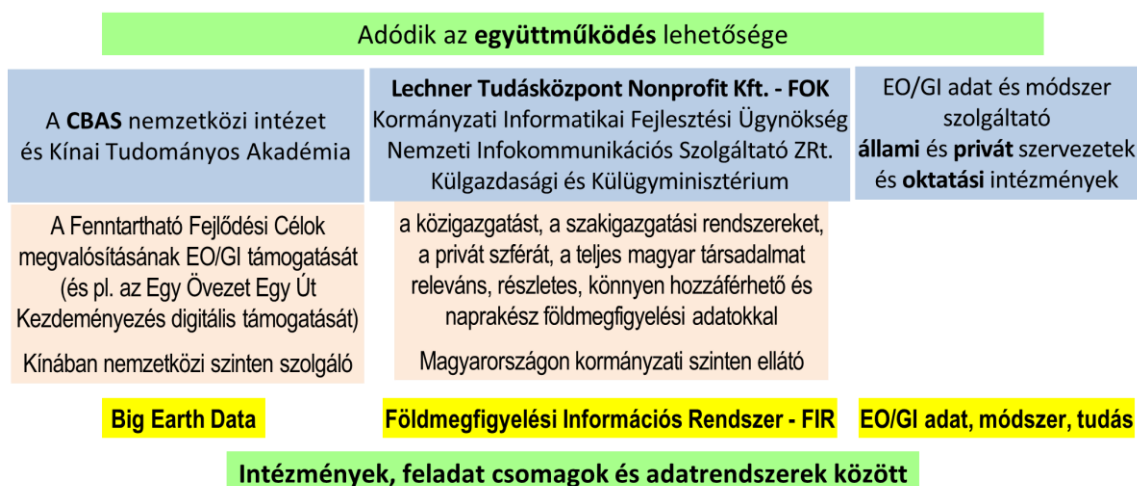 Adódik az együttműködés lehetősége
A CBAS nemzetközi intézet
és Kínai Tudományos Akadémia
Lechner Tudásközpont Nonprofit Kft. - FOK
Kormányzati Informatikai Fejlesztési Ügynökség
Nemzeti Infokommunikációs Szolgáltató ZRt.
Külgazdasági és Külügyminisztérium
EO/GI adat és módszer
szolgáltató
állami és privát szervezetek
és oktatási intézmények
A Fenntartható Fejlődési Célok
megvalósításának EO/GI támogatását
(és pl. az Egy Övezet Egy Út
Kezdeményezés digitális támogatását)
Kínában nemzetközi szinten szolgáló
a közigazgatást, a szakigazgatási rendszereket,
a privát szférát, a teljes magyar társadalmat
releváns, részletes, könnyen hozzáférhető és
naprakész földmegfigyelési adatokkal
Magyarországon kormányzati szinten ellátó
Big Earth Data
Földmegfigyelési Információs Rendszer - FIR
EO/GI adat, módszer, tudás
Intézmények, feladat csomagok és adatrendszerek között